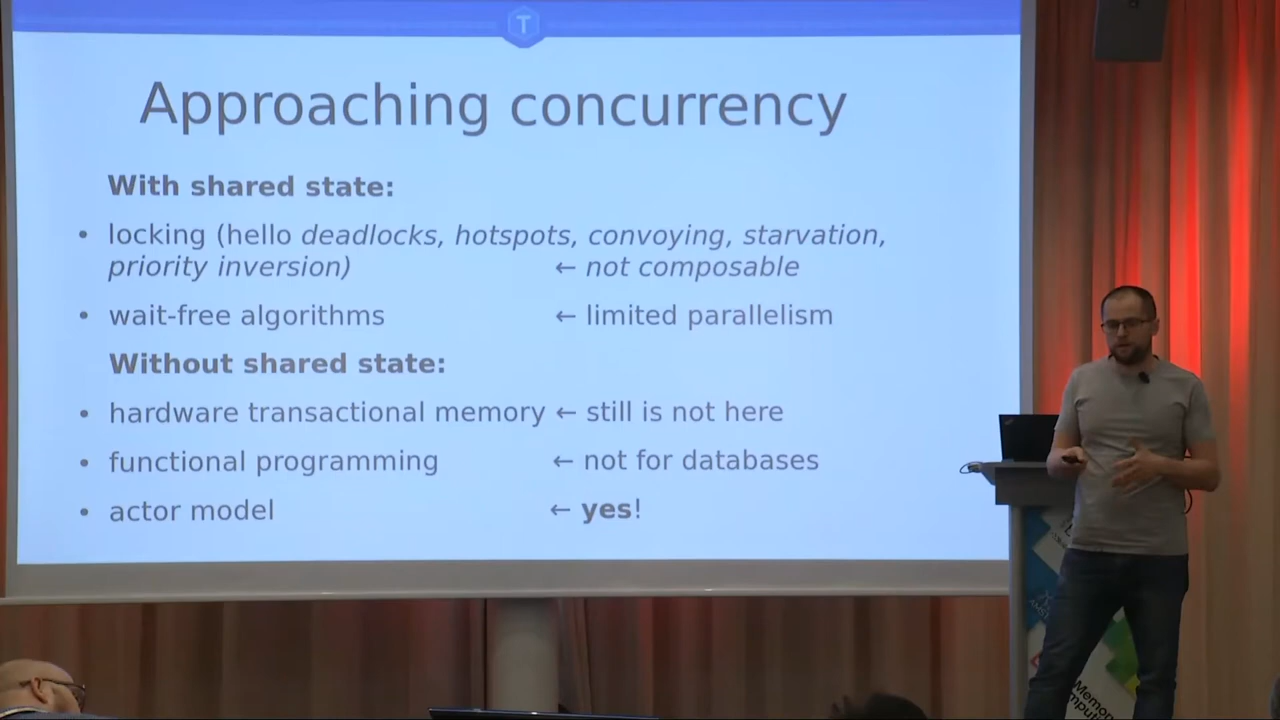 T
Approaching concurrency
With shared state:
• locking (hello deadlocks, hotspots, convoying, starvation,
priority inversion) ← not composable
• wait-free algorithms ← limited parallelism
Without shared state:
• hardware transactional memory ← still is not here
• functional programming ← not for databases
• actor model ← yes!